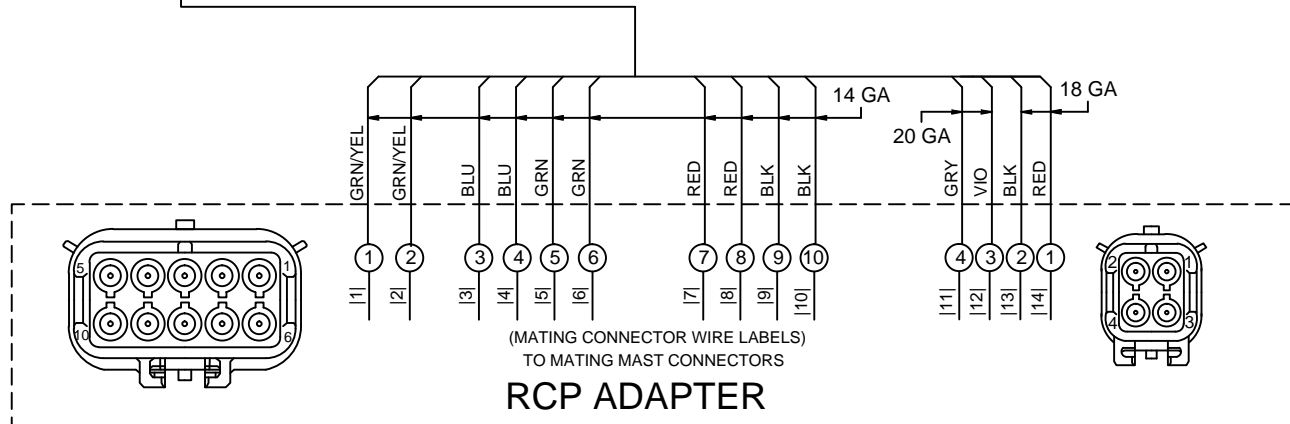 14 GA
18 GA
20 GA
GRN/YEL
GRN/YEL
BLU
BLU
GRN
GRN
RED
RED
BLK
BLK
GRY
VIO
BLK
RED
5 1
10 6
1 2 3 4 5 6 7 8 9 10 4 3 2 1
2 1
4 3
|1| |2| |3| |4| |5| |6| |7| |8| |9| |10| |11| |12| |13| |14|
(MATING CONNECTOR WIRE LABELS)
TO MATING MAST CONNECTORS
RCP ADAPTER